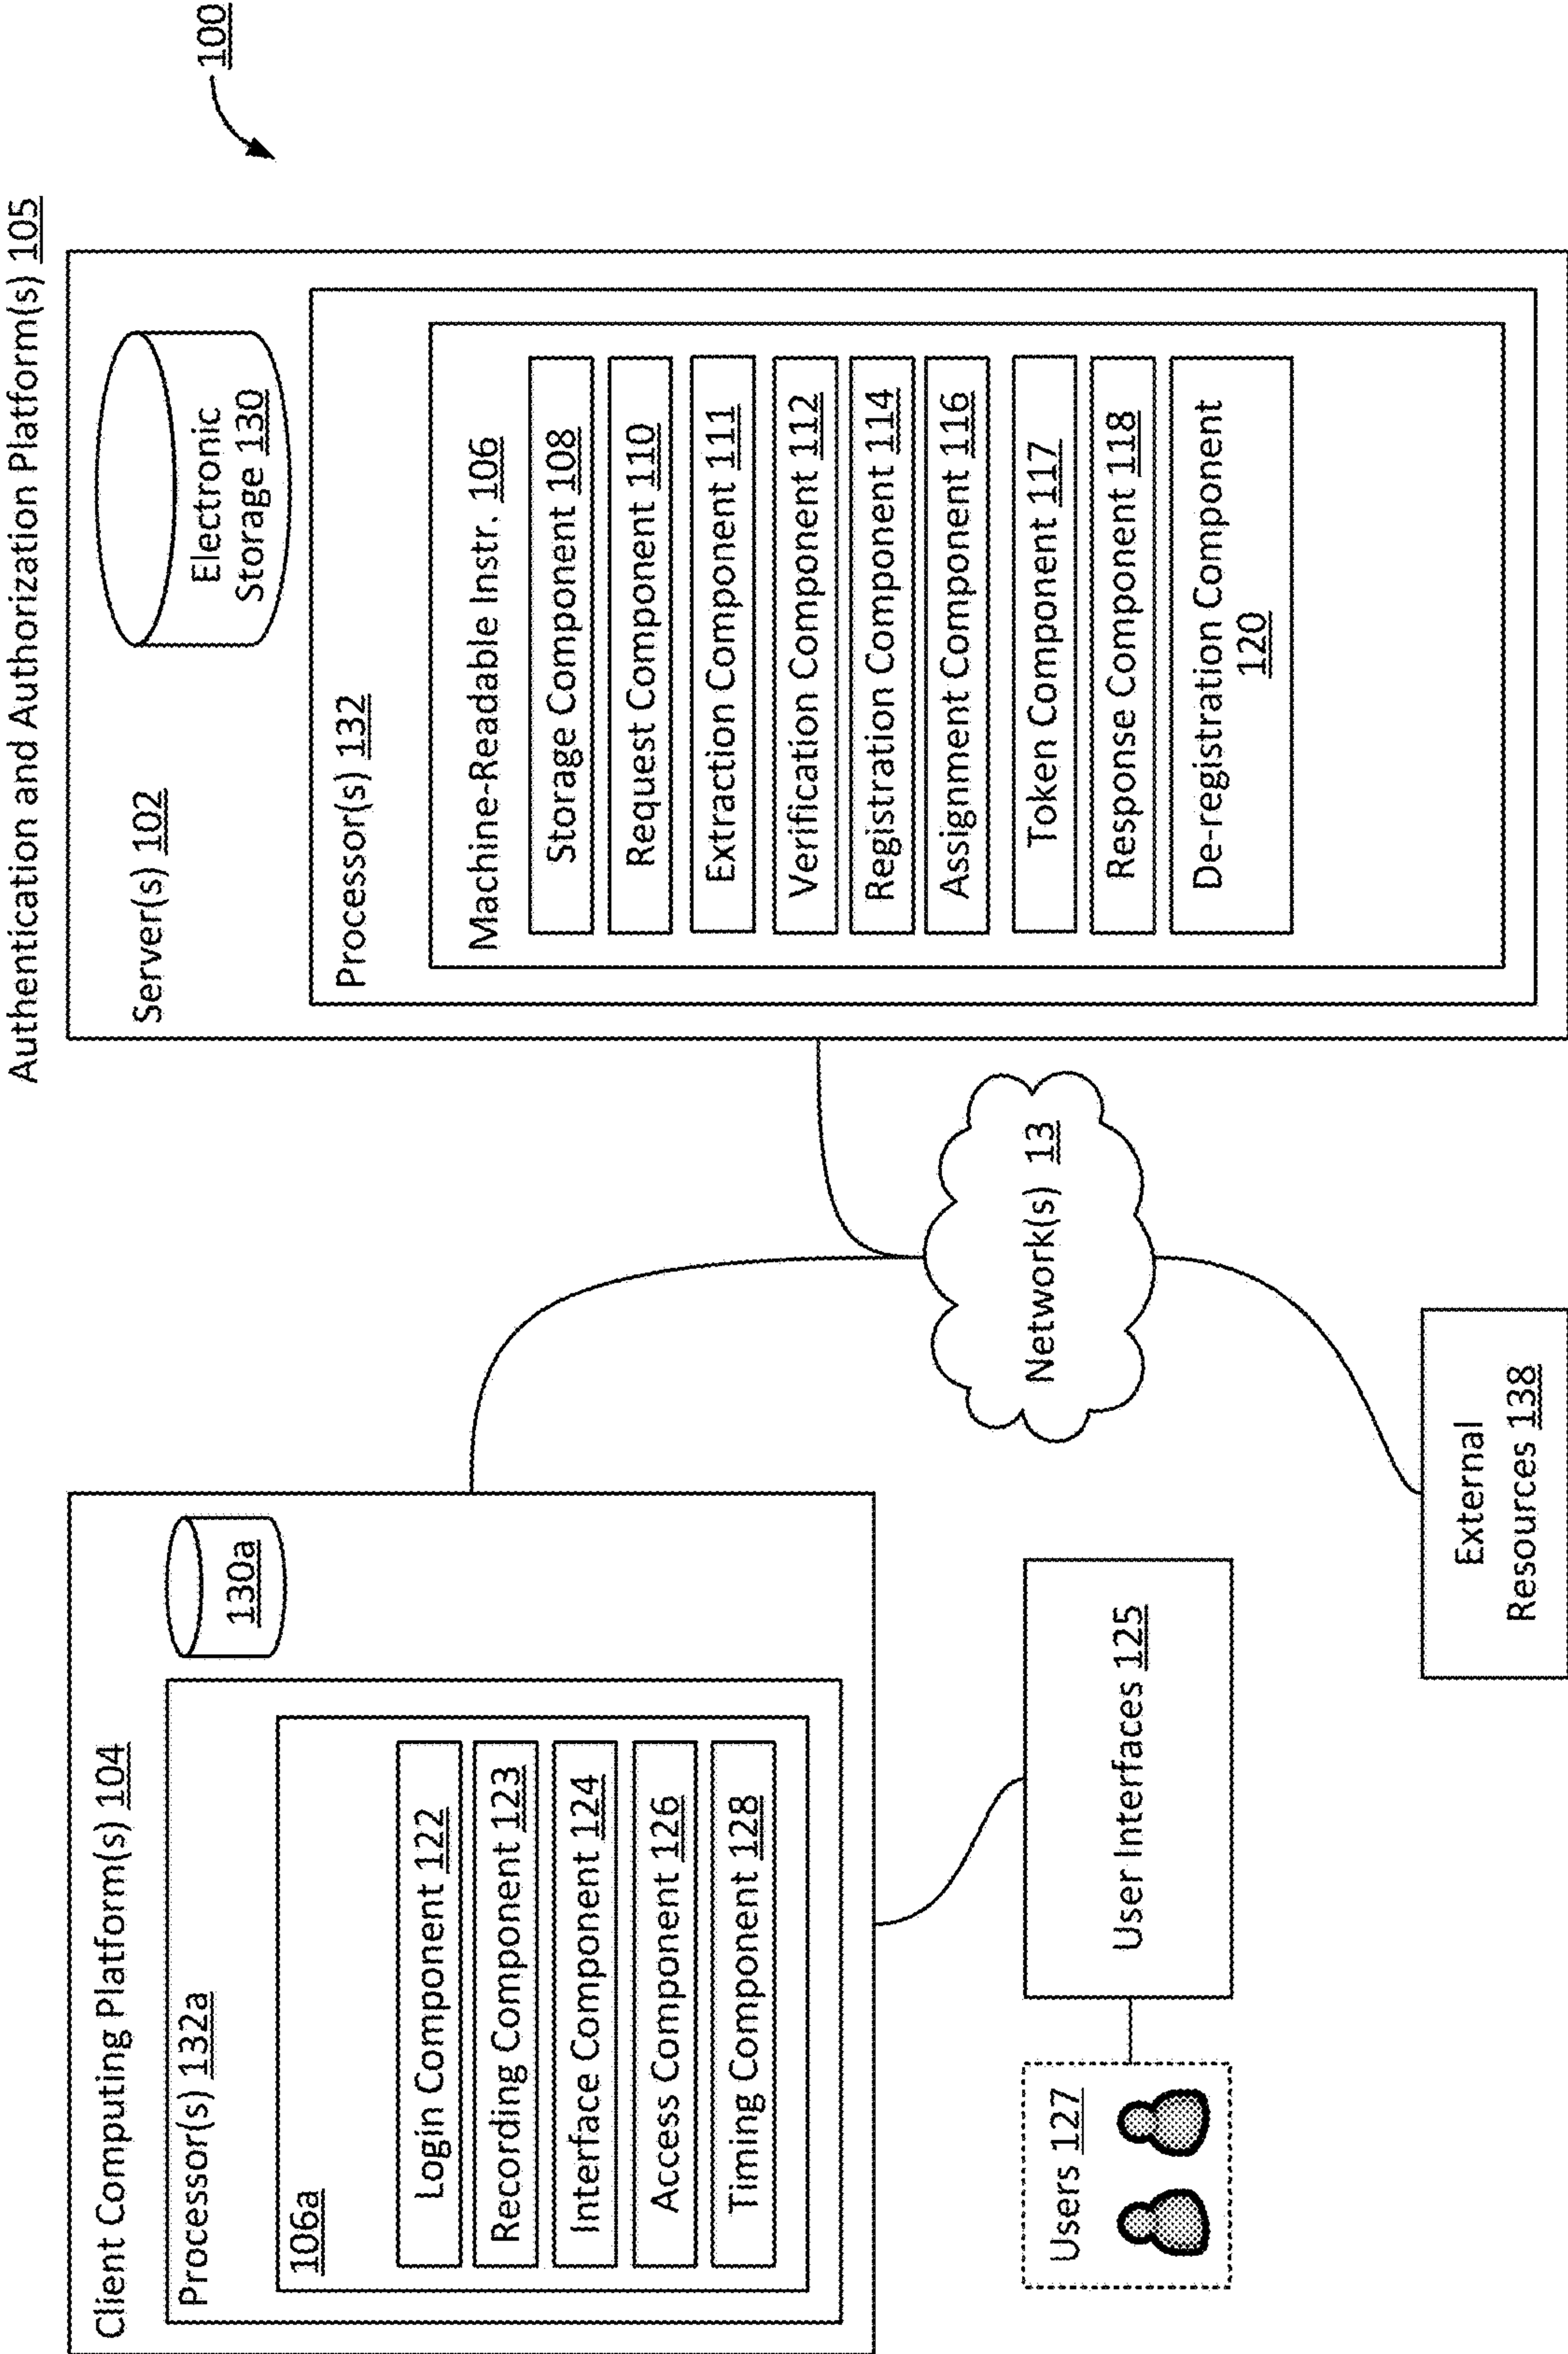 Authentication and Authorization Platform(s) 105
100
Client Computing Platform(s) 104
130a
Processor(s) 132a
106a
Login Component 122
Recording Component 123
Interface Component 124
Access Component 126
Timing Component 128
Server(s) 102
Electronic
Storage 130
Processor(s) 132
Machine-Readable Instr. 106
Storage Component 108
Request Component 110
Extraction Component 111
Verification Component 112
Registration Component 114
Assignment Component 116
Token Component 117
Response Component 118
De-registration Component
120
Network(s) 13
Users 127
User Interfaces 125
External
Resources 138